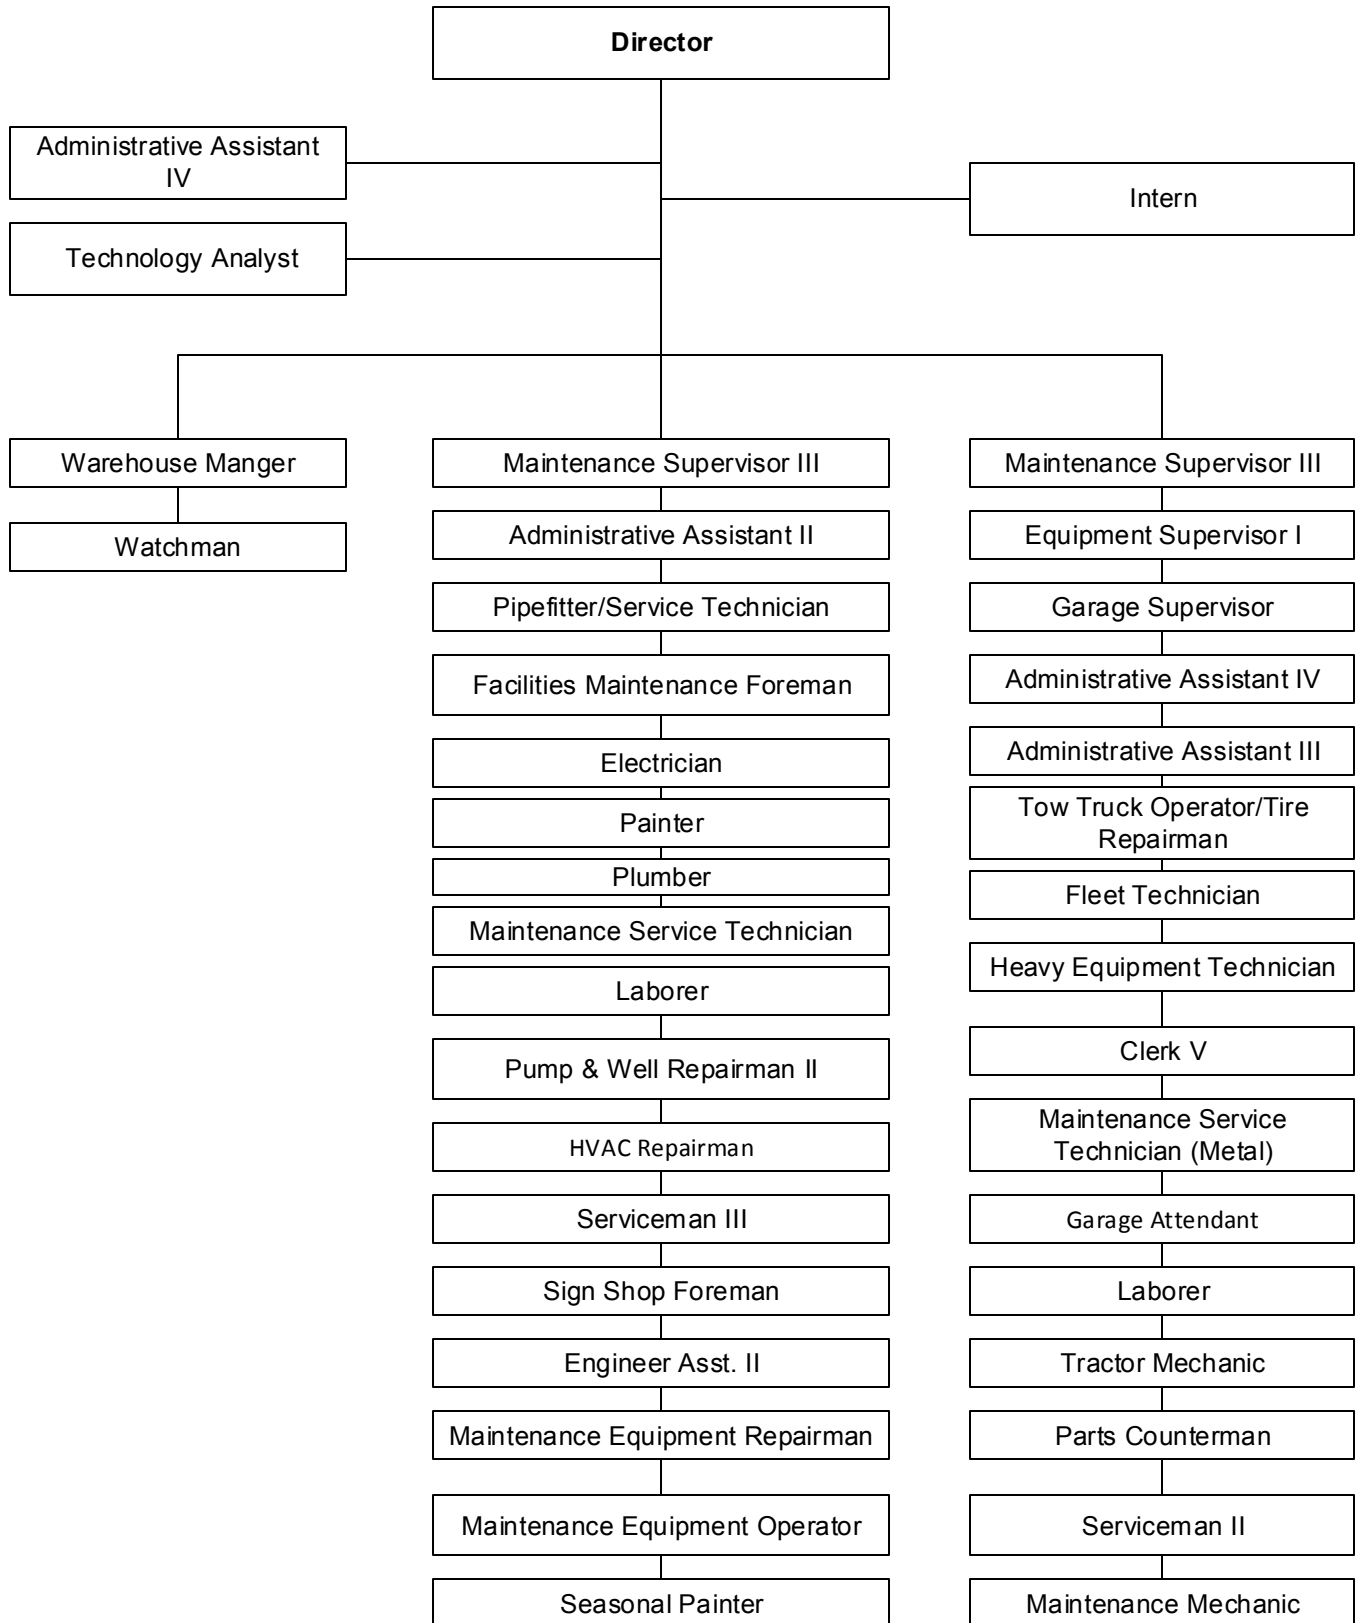 Director
Administrative Assistant
IV
Intern
Technology Analyst
Warehouse Manger
Watchman
Maintenance Supervisor III
Administrative Assistant II
Pipefitter/Service Technician
Facilities Maintenance Foreman
Electrician
Painter
Plumber
Maintenance Service Technician
Laborer
Pump & Well Repairman II
HVAC Repairman
Serviceman III
Sign Shop Foreman
Engineer Asst. II
Maintenance Equipment Repairman
Maintenance Equipment Operator
Seasonal Painter
Maintenance Supervisor III
Equipment Supervisor I
Garage Supervisor
Administrative Assistant IV
Administrative Assistant III
Tow Truck Operator/Tire
Repairman
Fleet Technician
Heavy Equipment Technician
Clerk V
Maintenance Service
Technician (Metal)
Garage Attendant
Laborer
Tractor Mechanic
Parts Counterman
Serviceman II
Maintenance Mechanic